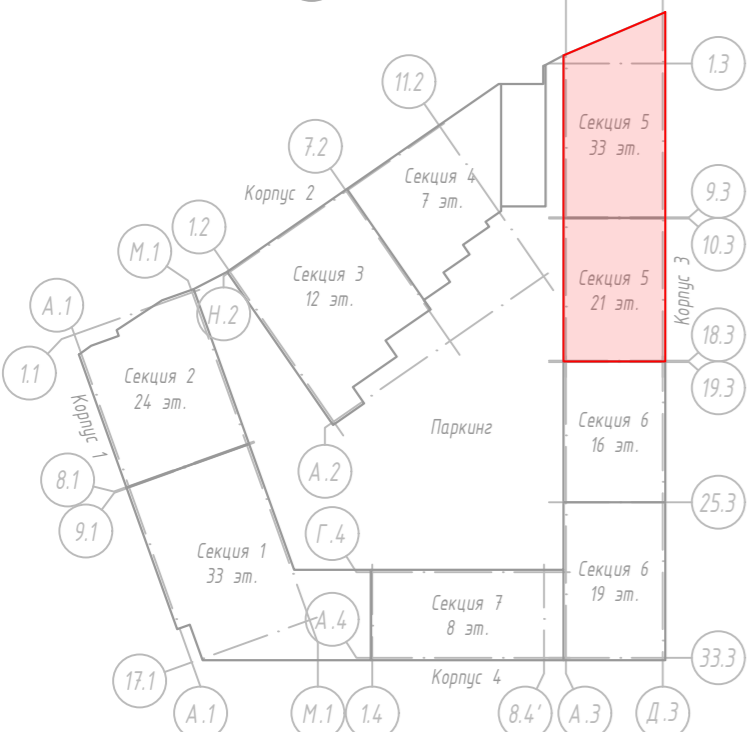 1.3
11.2
Секция 5
33 эт.
7.2
Секция 4
7 эт.
Корпус 2
9.3
1.2
10.3
М.1
Секция 3
12 эт.
Секция 5
21 эт.
Корпус 3
А.1
Н.2
18.3
1.1
Секция 2
24 эт.
19.3
Корпус 1
Паркинг
Секция 6
16 эт.
А.2
8.1
25.3
9.1
Г.4
Секция 1
33 эт.
Секция 6
19 эт.
Секция 7
8 эт.
А.4
33.3
17.1
Корпус 4
А.1
М.1
1.4
8.4'
А.3
Д.3